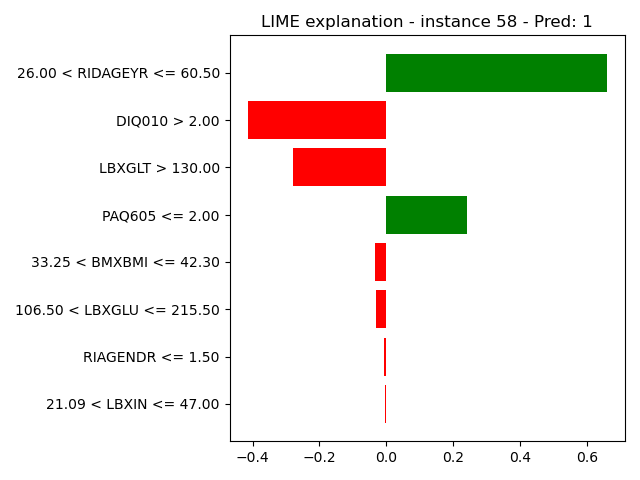 LIME explanation - instance 58 - Pred: 1
26.00 < RIDAGEYR <= 60.50
DIQ010 > 2.00
LBXGLT > 130.00
PAQ605 <= 2.00
33.25 < BMXBMI <= 42.30
106.50 < LBXGLU <= 215.50
RIAGENDR <= 1.50
21.09 < LBXIN <= 47.00
−0.4 −0.2 0.0 0.2 0.4 0.6